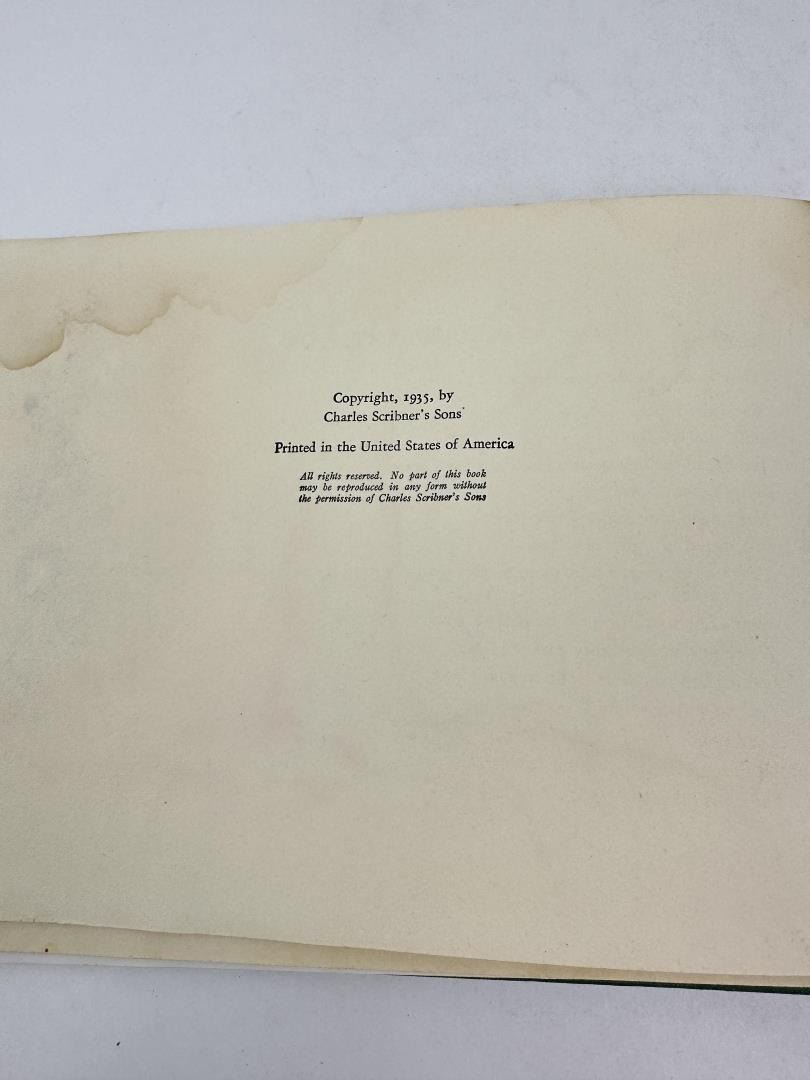 Copyright, 1935, by
Charles Scribner's Sons
Printed in the United States of America
All rights reserved. No part of this book
may be reproduced in any form without
the permission of Charles Scribner's Sons